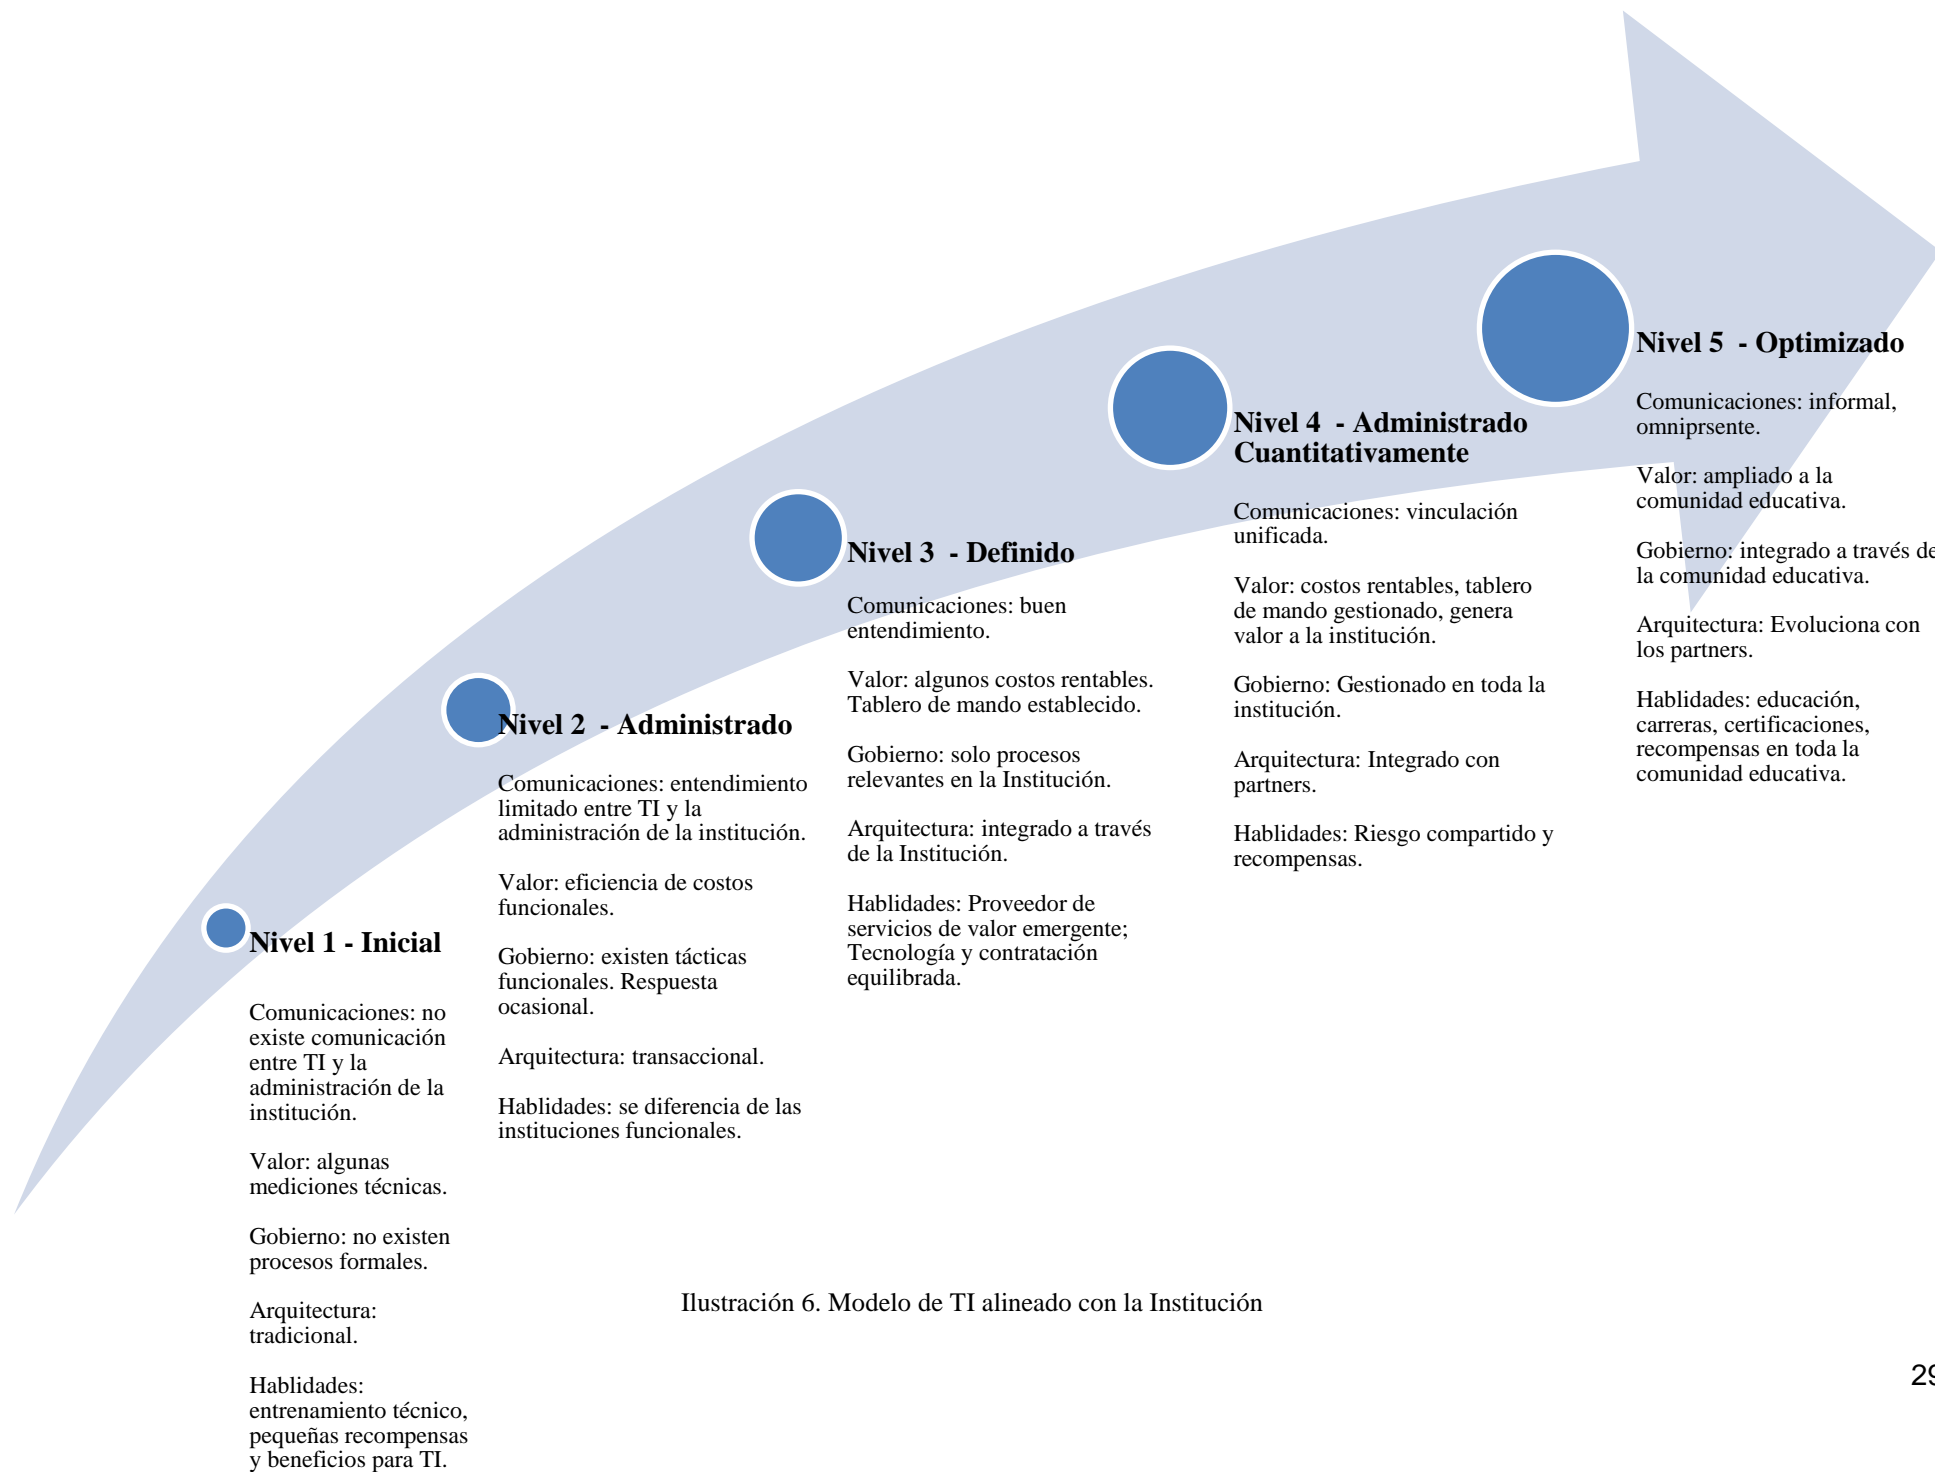 Nivel 1 - Inicial
Comunicaciones: no
existe comunicación
entre TI y la
administración de la
institución.
Valor: algunas
mediciones técnicas.
Gobierno: no existen
procesos formales.
Arquitectura:
tradicional.
Hablidades:
entrenamiento técnico,
pequeñas recompensas
y beneficios para TI.
Nivel 2 - Administrado
Comunicaciones: entendimiento
limitado entre TI y la
administración de la institución.
Valor: eficiencia de costos
funcionales.
Gobierno: existen tácticas
funcionales. Respuesta
ocasional.
Arquitectura: transaccional.
Hablidades: se diferencia de las
instituciones funcionales.
Nivel 3 - Definido
Comunicaciones: buen
entendimiento.
Valor: algunos costos rentables.
Tablero de mando establecido.
Gobierno: solo procesos
relevantes en la Institución.
Arquitectura: integrado a través
de la Institución.
Hablidades: Proveedor de
servicios de valor emergente;
Tecnología y contratación
equilibrada.
Nivel 4 - Administrado
Cuantitativamente
Comunicaciones: vinculación
unificada.
Valor: costos rentables, tablero
de mando gestionado, genera
valor a la institución.
Gobierno: Gestionado en toda la
institución.
Arquitectura: Integrado con
partners.
Hablidades: Riesgo compartido y
recompensas.
Nivel 5 - Optimizado
Comunicaciones: informal,
omniprsente.
Valor: ampliado a la
comunidad educativa.
Gobierno: integrado a través de
la comunidad educativa.
Arquitectura: Evoluciona con
los partners.
Hablidades: educación,
carreras, certificaciones,
recompensas en toda la
comunidad educativa.
Ilustración 6. Modelo de TI alineado con la Institución
29